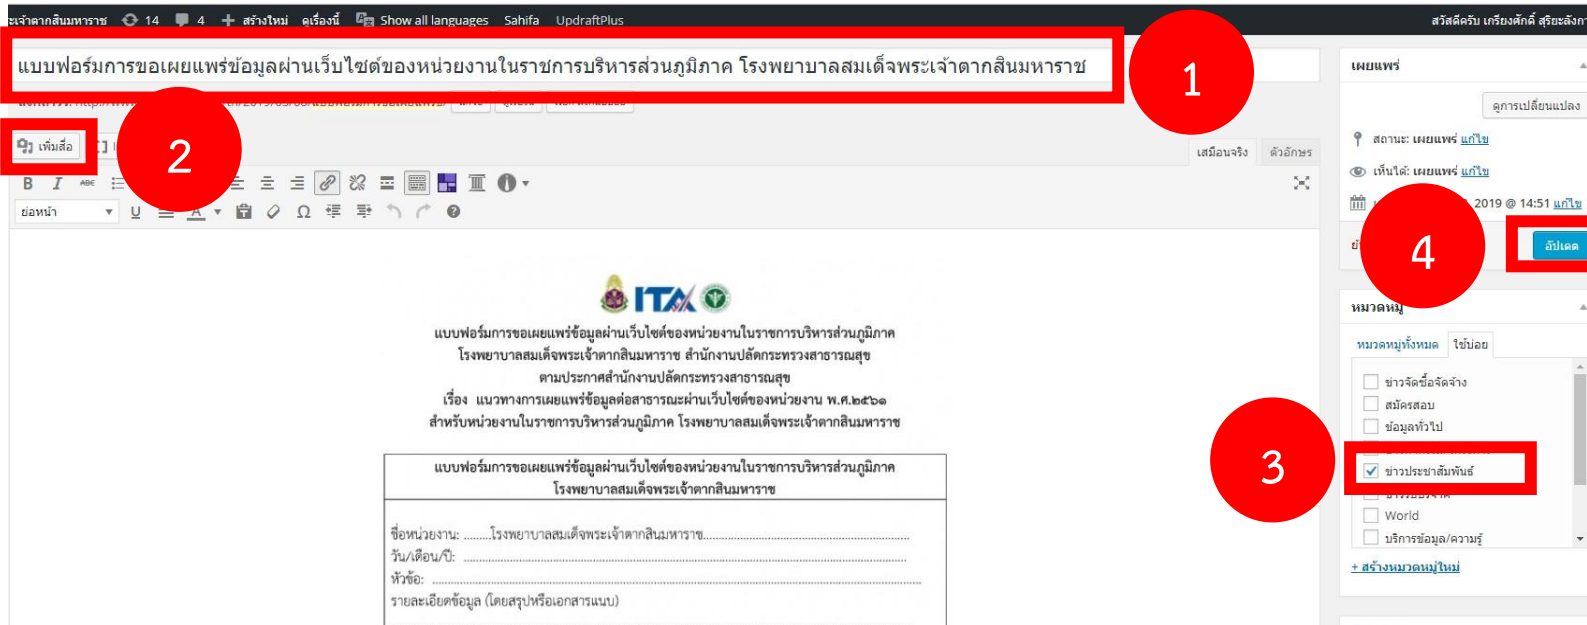 ะเจ้าตากสินมหาราช 14 4 + สร้างใหม่ ดูเรื่องนี้ Show all languages Sahifa UpdraftPlus สวัสดีครับ เกรียงศักดิ์ สุริยะลังกา
แบบฟอร์มการขอเผยแพร่ข้อมูลผ่านเว็บไซต์ของหน่วยงานในราชการบริหารส่วนภูมิภาค โรงพยาบาลสมเด็จพระเจ้าตากสินมหาราช
1
เผยแพร่
ดูการเปลี่ยนแปลง
2
เพิ่มสื่อ
เสมือนจริง ตัวอักษร
สถานะ: เผยแพร่ แก้ไข
เห็นได้: เผยแพร่ แก้ไข
2019 @ 14:51 แก้ไข
B I ABC
ย่อหน้า U A Ω
4
อัปเดต
ITA
แบบฟอร์มการขอเผยแพร่ข้อมูลผ่านเว็บไซต์ของหน่วยงานในราชการบริหารส่วนภูมิภาค
โรงพยาบาลสมเด็จพระเจ้าตากสินมหาราช สำนักงานปลัดกระทรวงสาธารณสุข
ตามประกาศสำนักงานปลัดกระทรวงสาธารณสุข
เรื่อง แนวทางการเผยแพร่ข้อมูลต่อสาธารณะผ่านเว็บไซต์ของหน่วยงาน พ.ศ.๒๕๖๑
สำหรับหน่วยงานในราชการบริหารส่วนภูมิภาค โรงพยาบาลสมเด็จพระเจ้าตากสินมหาราช
แบบฟอร์มการขอเผยแพร่ข้อมูลผ่านเว็บไซต์ของหน่วยงานในราชการบริหารส่วนภูมิภาค
โรงพยาบาลสมเด็จพระเจ้าตากสินมหาราช
ชื่อหน่วยงาน: .........โรงพยาบาลสมเด็จพระเจ้าตากสินมหาราช..........
วัน/เดือน/ปี: ..........
หัวข้อ: ..........
รายละเอียดข้อมูล (โดยสรุปหรือเอกสารแนบ)
หมวดหมู่
หมวดหมู่ทั้งหมด ใช้บ่อย
ข่าวจัดซื้อจัดจ้าง
สมัครสอบ
ข้อมูลทั่วไป
3
ข่าวประชาสัมพันธ์
World
บริการข้อมูล/ความรู้
+ สร้างหมวดหมู่ใหม่